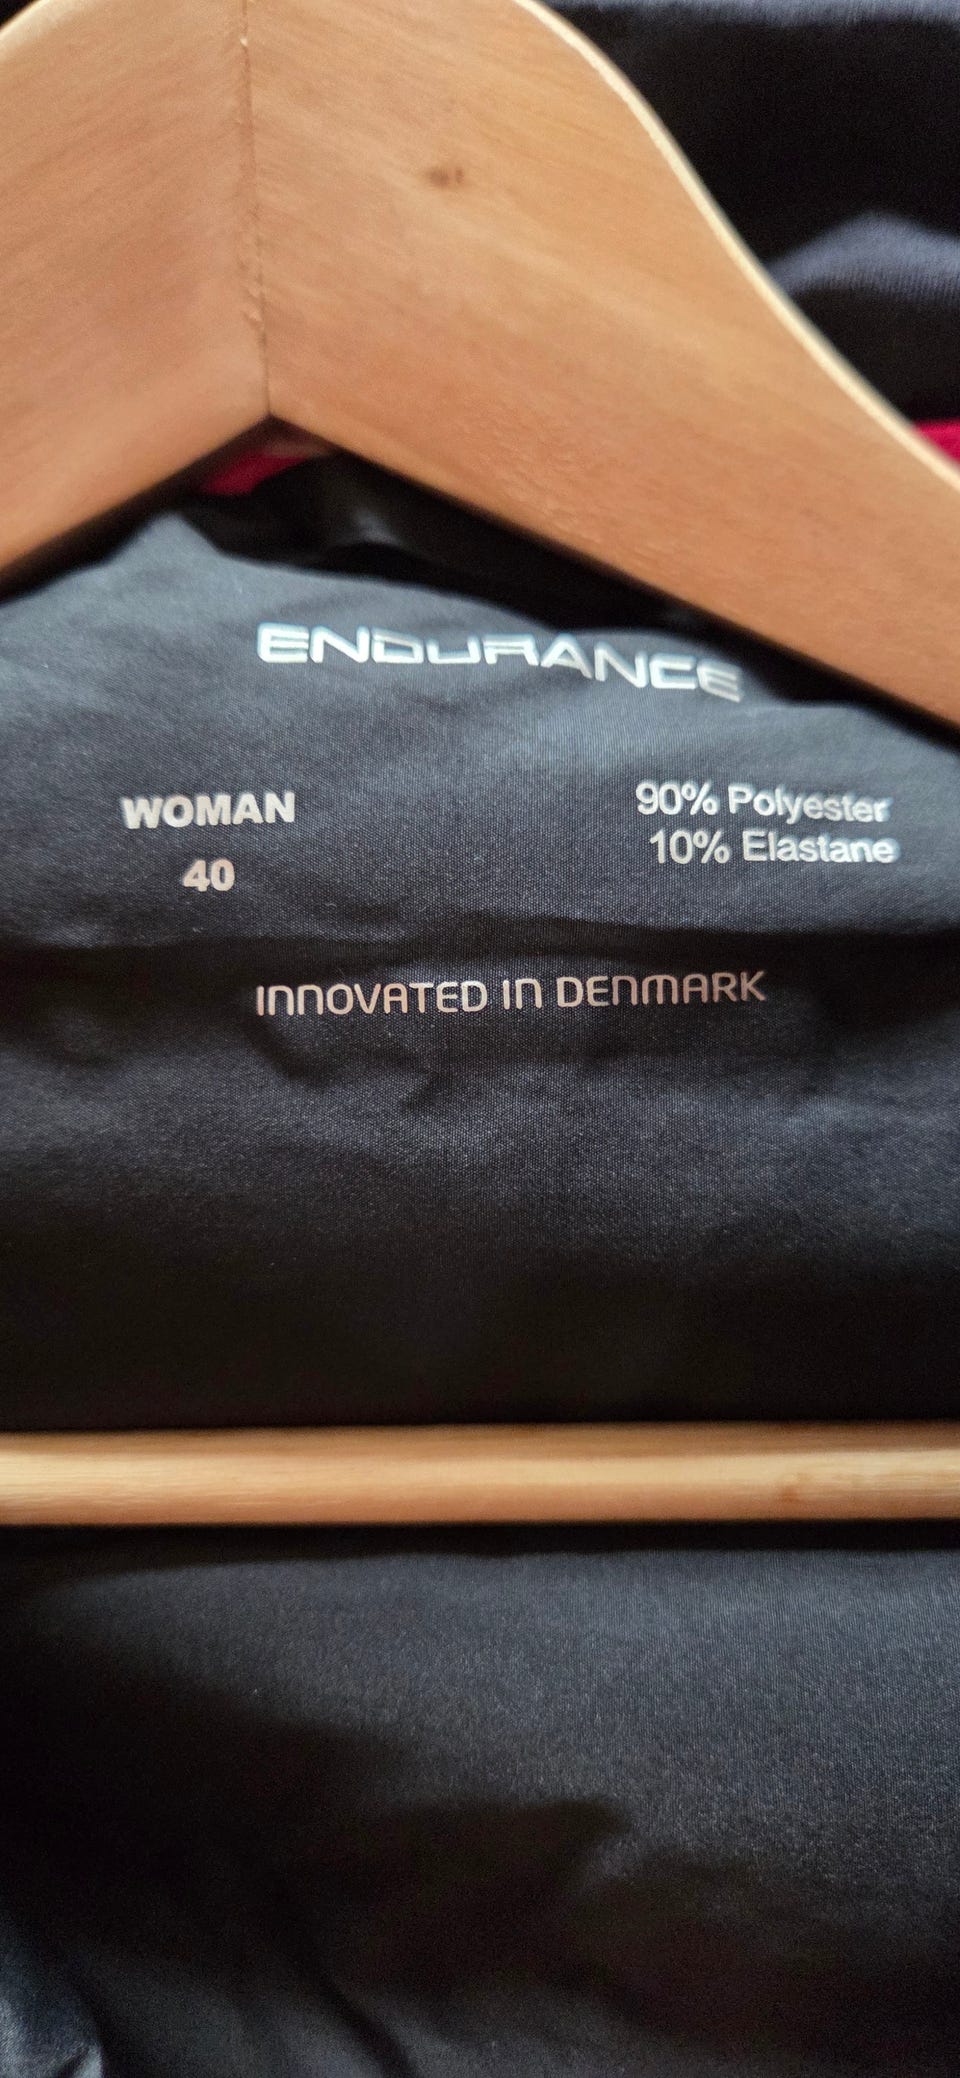 ENDURANCE
WOMAN
40
90% Polyester
10% Elastane
INNOVATED IN DENMARK